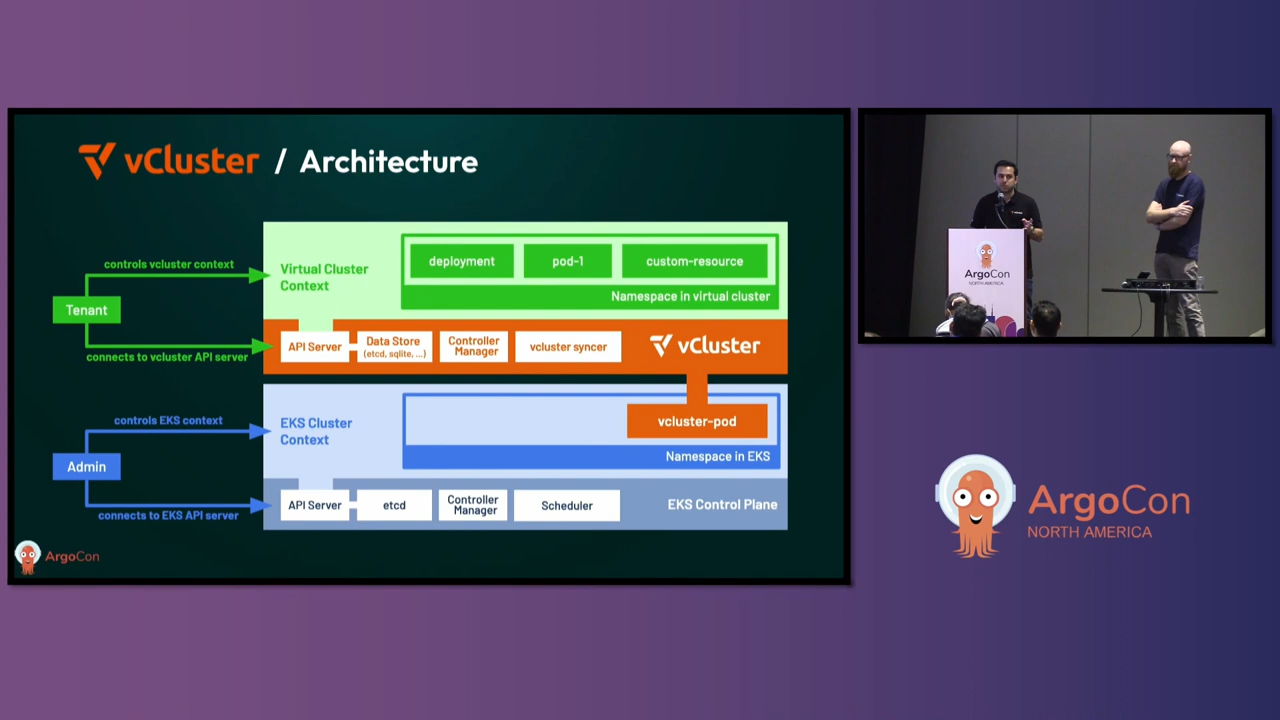 vCluster / Architecture
controls vcluster context
Tenant
connects to vcluster API server
Virtual Cluster
Context
deployment
pod-1
custom-resource
Namespace in virtual cluster
API Server
Data Store
(etcd, sqlite, ...)
Controller
Manager
vcluster syncer
vCluster
controls EKS context
Admin
connects to EKS API server
EKS Cluster
Context
vcluster-pod
Namespace in EKS
API Server
etcd
Controller
Manager
Scheduler
EKS Control Plane
ArgoCon
ArgoCon
NORTH AMERICA
ArgoCon
NORTH AMERICA